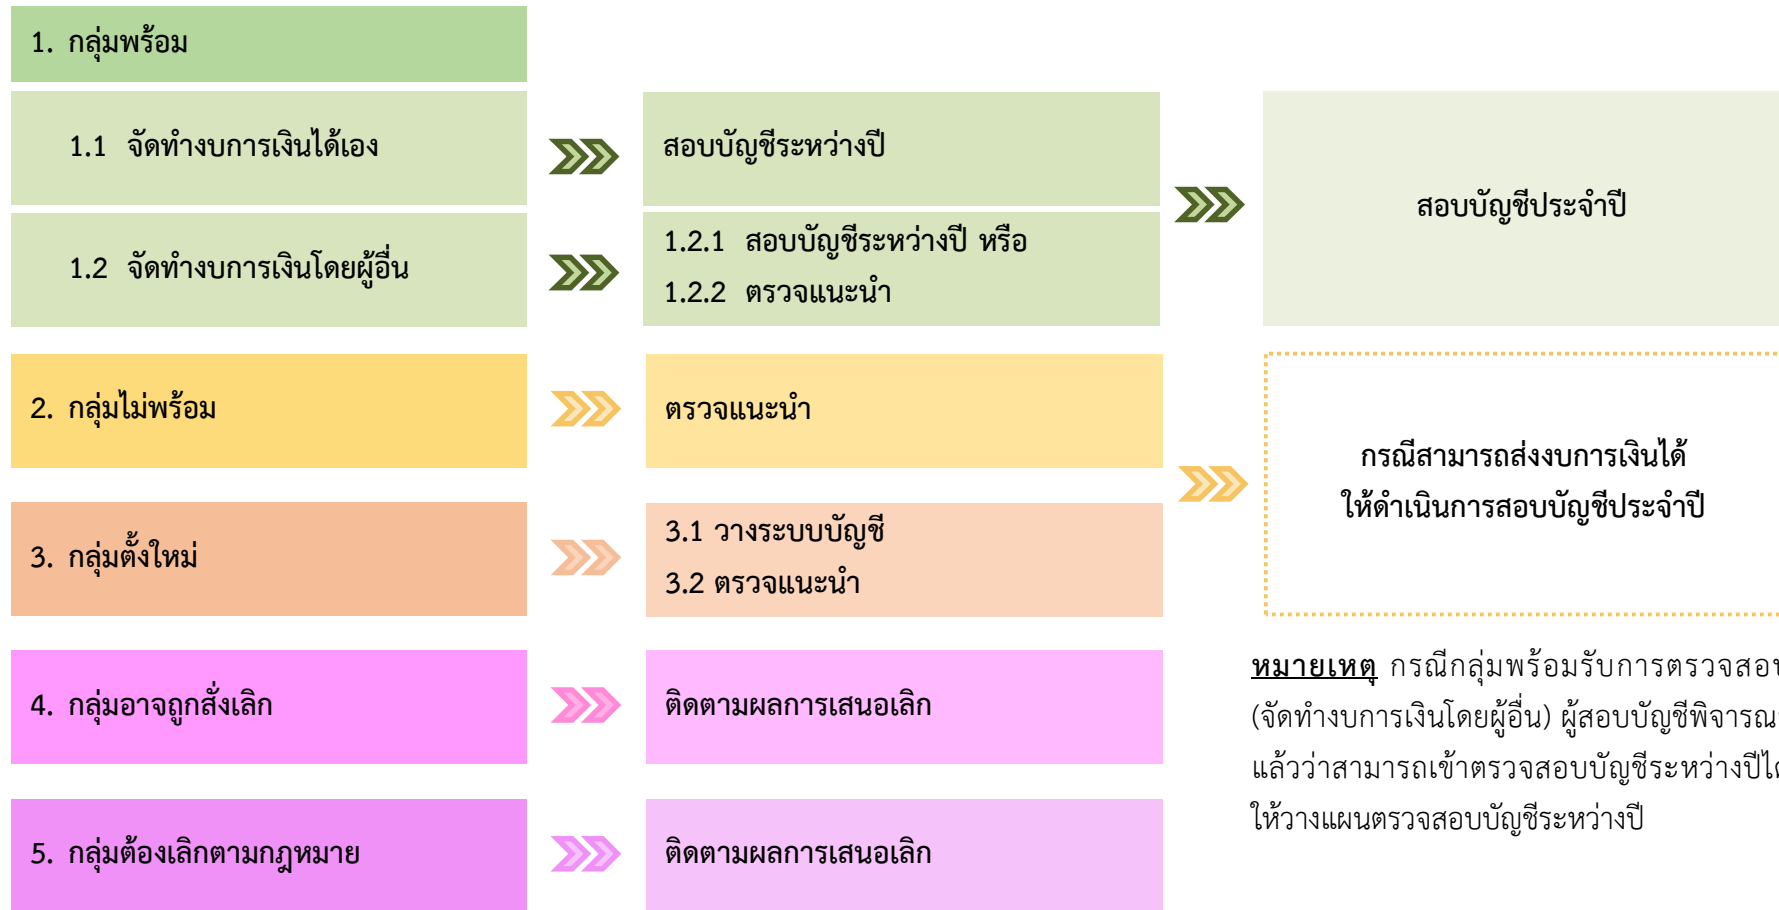 1. กลุ่มพร้อม
1.1 จัดทำงบการเงินได้เอง
สอบบัญชีระหว่างปี
สอบบัญชีประจำปี
1.2 จัดทำงบการเงินโดยผู้อื่น
1.2.1 สอบบัญชีระหว่างปี หรือ
1.2.2 ตรวจแนะนำ
2. กลุ่มไม่พร้อม
ตรวจแนะนำ
กรณีสามารถส่งงบการเงินได้
ให้ดำเนินการสอบบัญชีประจำปี
3. กลุ่มตั้งใหม่
3.1 วางระบบบัญชี
3.2 ตรวจแนะนำ
4. กลุ่มอาจถูกสั่งเลิก
ติดตามผลการเสนอเลิก
5. กลุ่มต้องเลิกตามกฎหมาย
ติดตามผลการเสนอเลิก
หมายเหตุ กรณีกลุ่มพร้อมรับการตรวจสอบ
(จัดทำงบการเงินโดยผู้อื่น) ผู้สอบบัญชีพิจารณา
แล้วว่าสามารถเข้าตรวจสอบบัญชีระหว่างปีได้
ให้วางแผนตรวจสอบบัญชีระหว่างปี